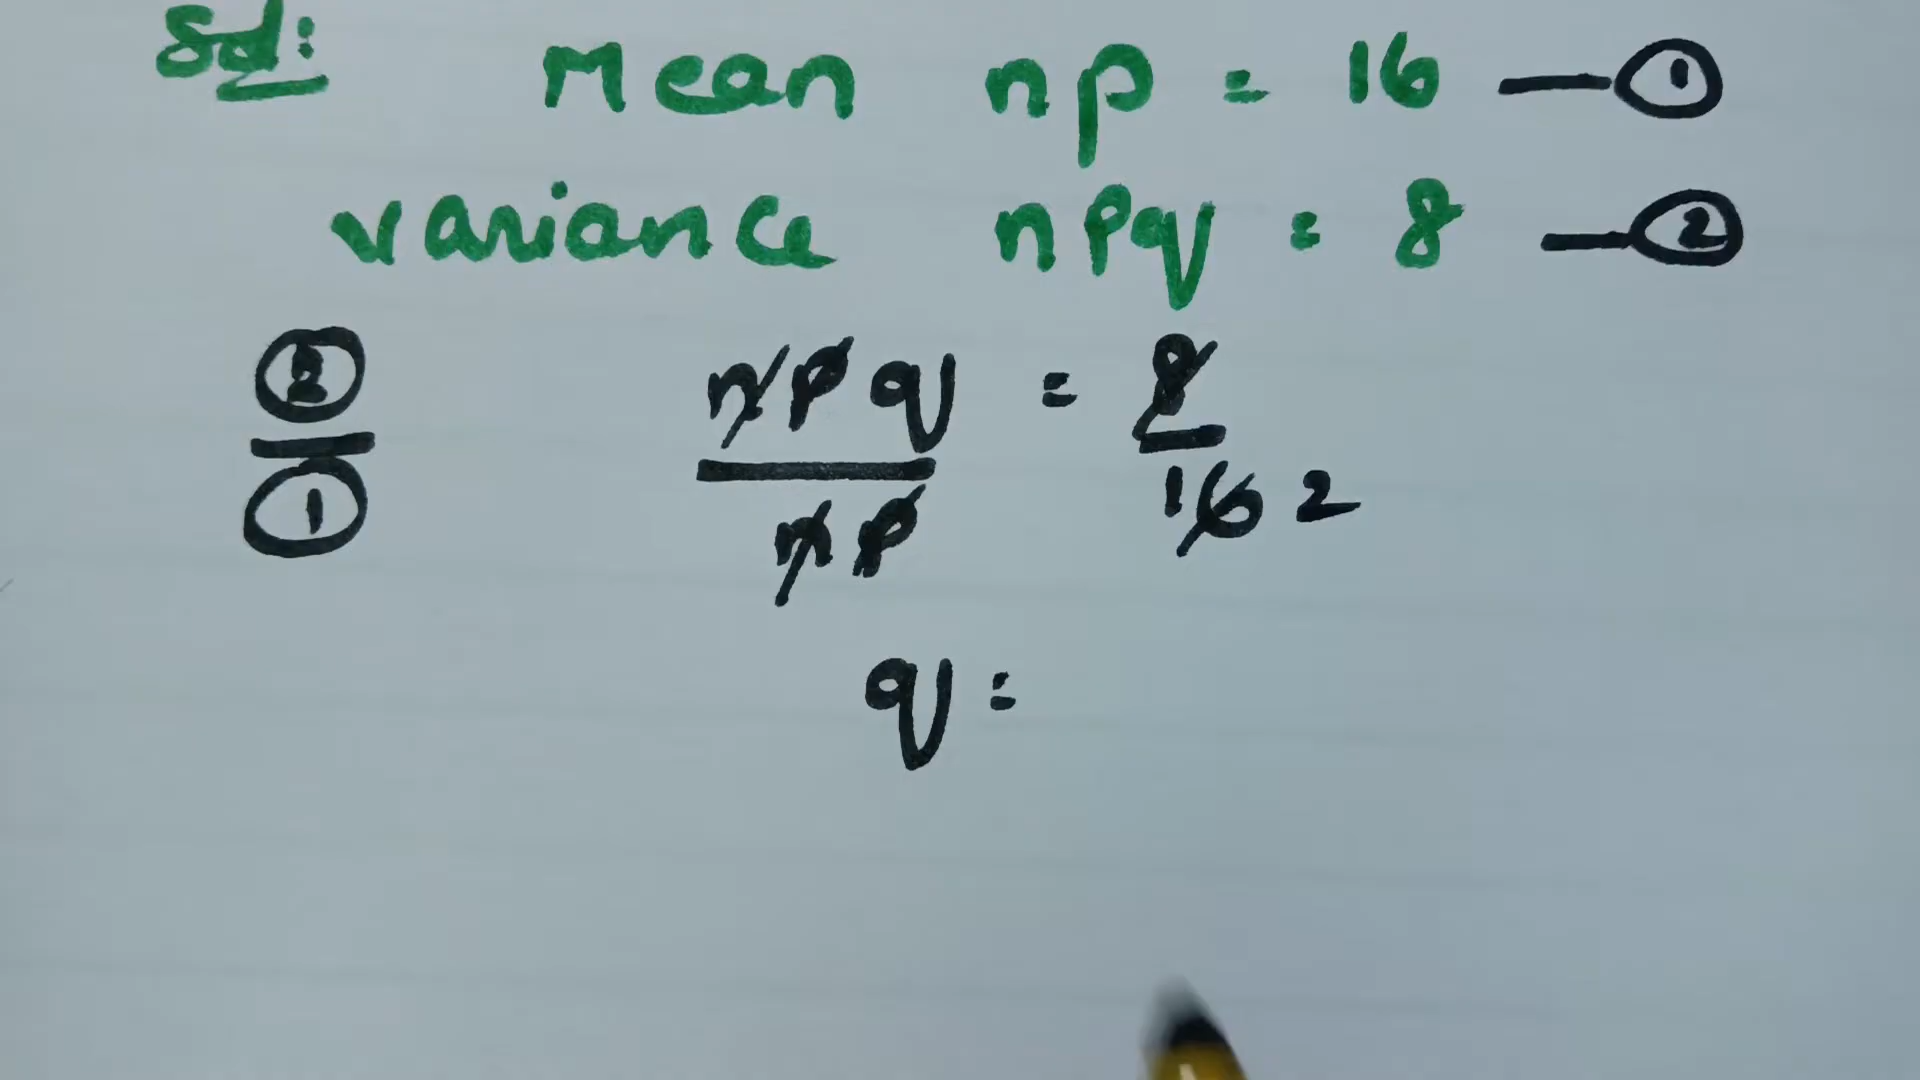 Sol:
Mean np = 16 — ①
variance npq = 8 — ②
②/① npq/np = 8/16 2
q =